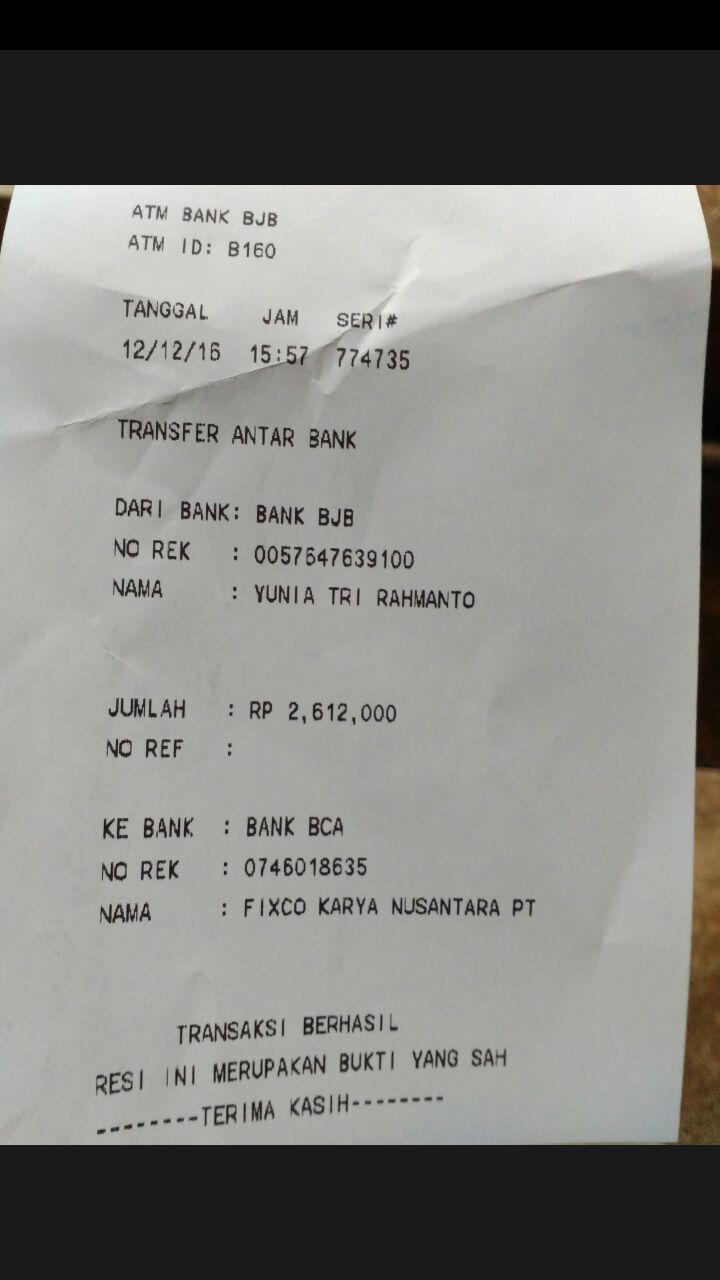 ATM BANK BJB
ATM ID: B160
TANGGAL JAM SERI#
12/12/16 15:57 774735
TRANSFER ANTAR BANK
DARI BANK: BANK BJB
NO REK : 0057647639100
NAMA : YUNIA TRI RAHMANTO
JUMLAH : RP 2,612,000
NO REF :
KE BANK : BANK BCA
NO REK : 0746018635
NAMA : FIXCO KARYA NUSANTARA PT
TRANSAKSI BERHASIL
RESI INI MERUPAKAN BUKTI YANG SAH
--------TERIMA KASIH--------